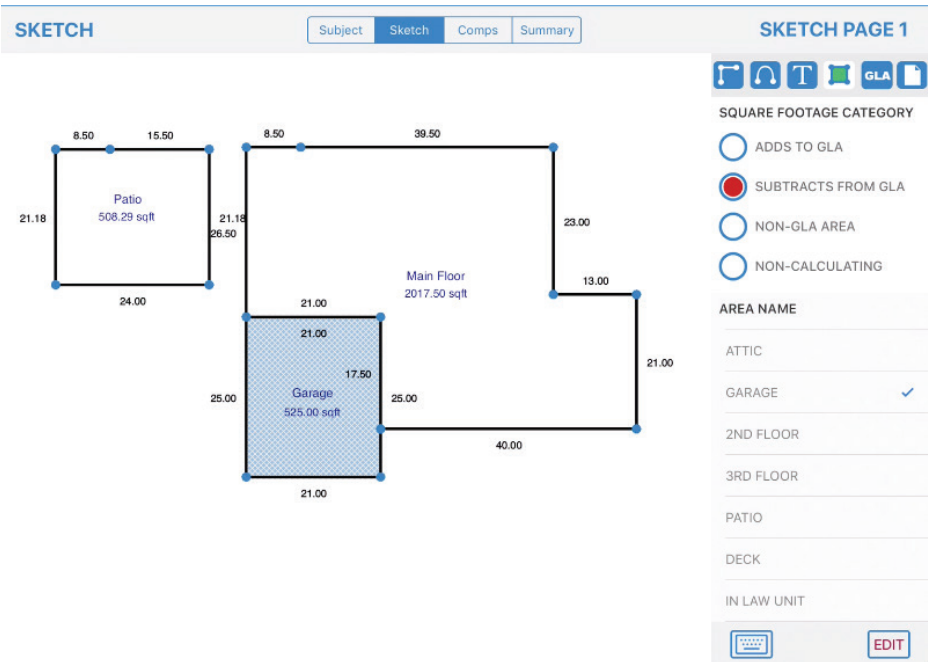 SKETCH
Subject Sketch Comps Summary
SKETCH PAGE 1
T GLA
SQUARE FOOTAGE CATEGORY
ADDS TO GLA
SUBTRACTS FROM GLA
NON-GLA AREA
NON-CALCULATING
AREA NAME
ATTIC
GARAGE
2ND FLOOR
3RD FLOOR
PATIO
DECK
IN LAW UNIT
EDIT
8.50 15.50
21.18
Patio
508.29 sqft
21.18
24.00
8.50 39.50
26.50
23.00
Main Floor
2017.50 sqft
13.00
21.00
21.00
21.00
17.50
Garage
525.00 sqft
25.00
25.00
40.00
21.00